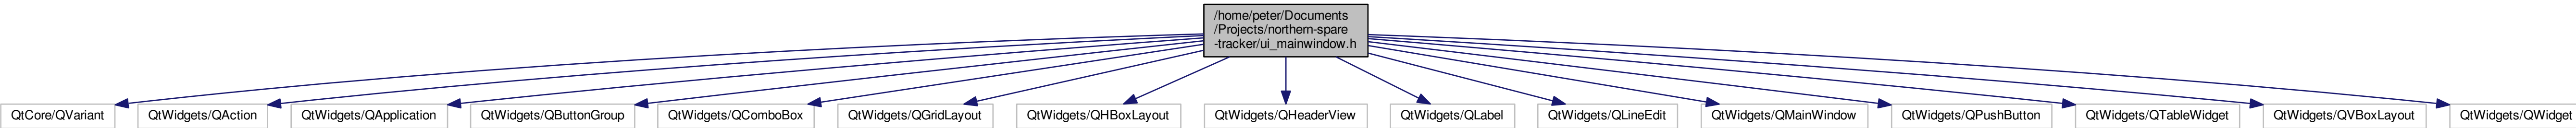 /home/peter/Documents
/Projects/northern-spare
-tracker/ui_mainwindow.h
QtCore/QVariant
QtWidgets/QAction
QtWidgets/QApplication
QtWidgets/QButtonGroup
QtWidgets/QComboBox
QtWidgets/QGridLayout
QtWidgets/QHBoxLayout
QtWidgets/QHeaderView
QtWidgets/QLabel
QtWidgets/QLineEdit
QtWidgets/QMainWindow
QtWidgets/QPushButton
QtWidgets/QTableWidget
QtWidgets/QVBoxLayout
QtWidgets/QWidget